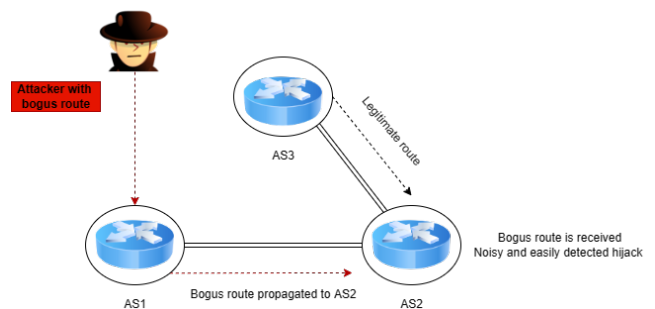 Attacker with
bogus route
Legitimate route
AS3
Bogus route is received
Noisy and easily detected hijack
Bogus route propagated to AS2
AS1
AS2